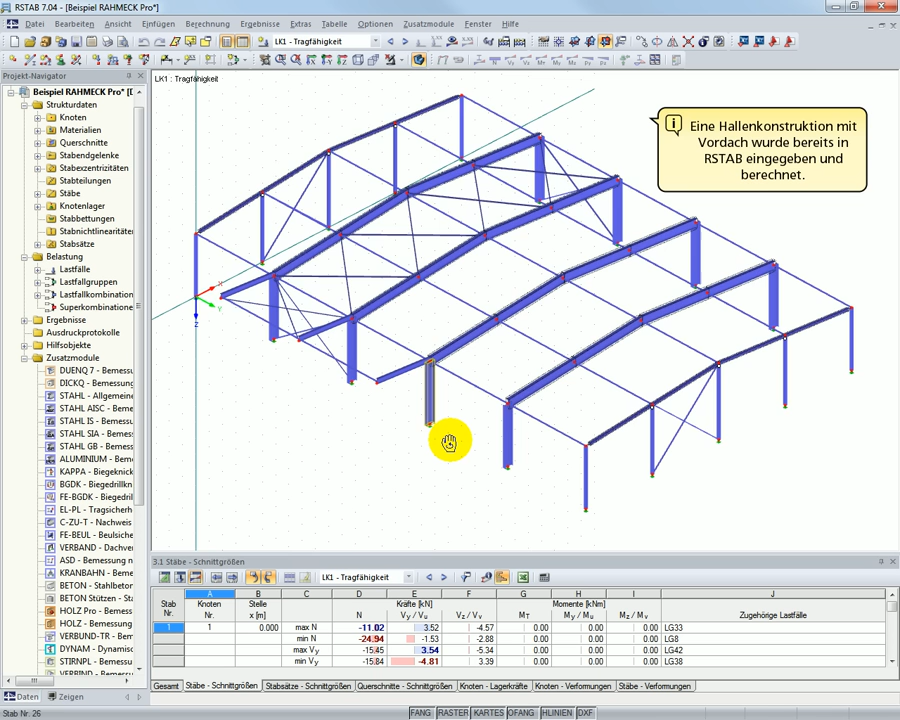 RSTAB 7.04 - [Beispiel RAHMECK Pro*]
Datei Bearbeiten Ansicht Einfügen Berechnung Ergebnisse Extras Tabelle Optionen Zusatzmodule Fenster Hilfe
LK1 - Tragfähigkeit
Projekt-Navigator
Beispiel RAHMECK Pro* [D
Strukturdaten
Knoten
Materialien
Querschnitte
Stabendgelenke
Stabexzentrizitäten
Stabteilungen
Stäbe
Knotenlager
Stabbettungen
Stabnichtlinearitäten
Stabsätze
Belastung
Lastfälle
Lastfallgruppen
Lastfallkombination
Superkombinatione
Ergebnisse
Ausdruckprotokolle
Hilfsobjekte
Zusatzmodule
DUENQ 7 - Bemess
DICKQ - Bemessung
STAHL - Allgemeine
STAHL AISC - Beme
STAHL IS - Bemess
STAHL SIA - Bemess
STAHL GB - Bemess
ALUMINIUM - Bemes
KAPPA - Biegeknick
BGDK - Biegedrillkn
FE-BGDK - Biegedril
EL-PL - Tragsicherh
C-ZU-T - Nachweis
FE-BEUL - Beulsiche
VERBAND - Dachver
ASD - Bemessung n
KRANBAHN - Beme
BETON - Stahlbeton
BETON Stützen - Bem
HOLZ Pro - Bemess
HOLZ - Bemessung
VERBUND-TR - Bem
DYNAM - Dynamisc
STIRNPL - Bemess
VERBIND - Bemess
Daten Zeigen
LK1 : Tragfähigkeit
X
Y
Z
i
Eine Hallenkonstruktion mit
Vordach wurde bereits in
RSTAB eingegeben und
berechnet.
3.1 Stäbe - Schnittgrößen
LK1 - Tragfähigkeit
A B C D E F G H I J
Stab Knoten Stelle Kräfte [kN] Momente [kNm]
Nr. Nr. x [m] N Vy / Vu Vz / Vv MT My / Mu Mz / Mv Zugehörige Lastfälle
1 1 0.000 max N -11.02 3.52 -4.57 0.00 0.00 0.00 LG33
min N -24.94 -1.53 -2.88 0.00 0.00 0.00 LG8
max Vy -15.45 3.54 -5.34 0.00 0.00 0.00 LG42
min Vy -15.84 -4.81 3.39 0.00 0.00 0.00 LG38
Gesamt Stäbe - Schnittgrößen Stabsätze - Schnittgrößen Querschnitte - Schnittgrößen Knoten - Lagerkräfte Knoten - Verformungen Stäbe - Verformungen
Stab Nr. 26
FANG RASTER KARTES OFANG HLINIEN DXF